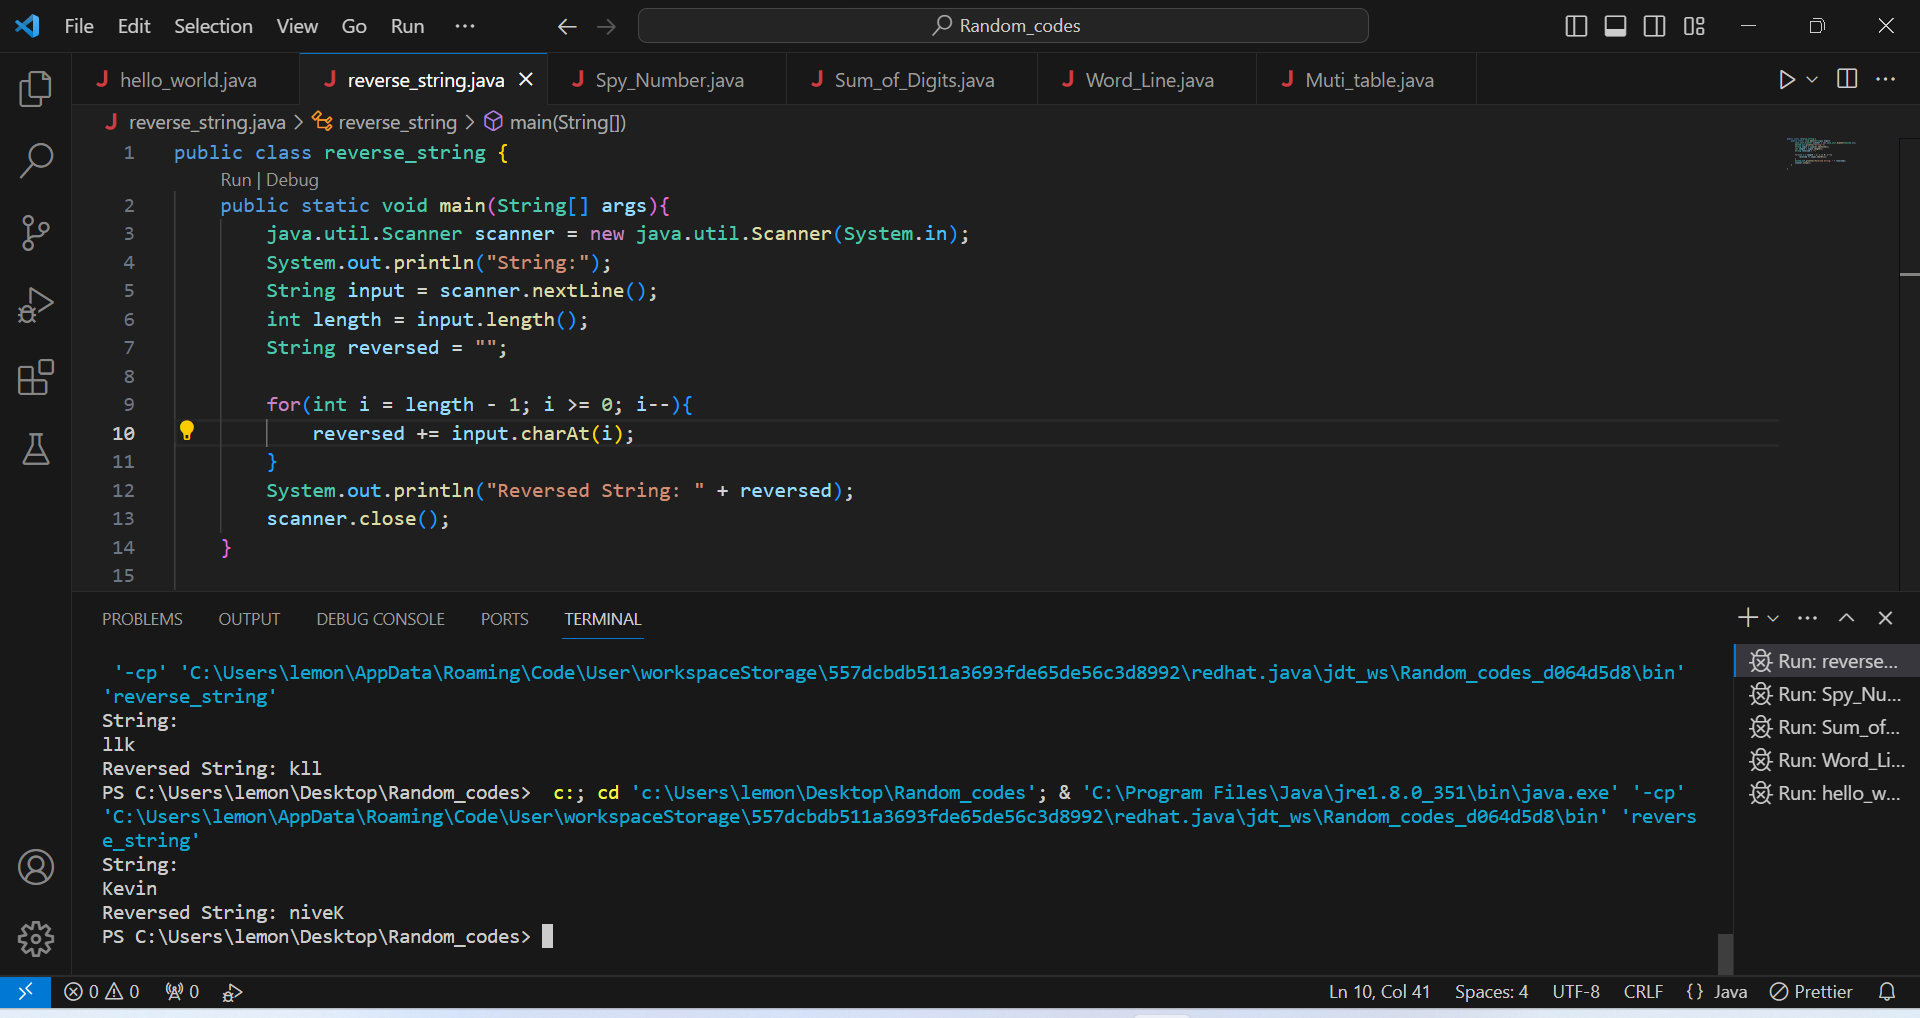 File Edit Selection View Go Run ··· Random_codes
hello_world.java reverse_string.java Spy_Number.java Sum_of_Digits.java Word_Line.java Muti_table.java
reverse_string.java > reverse_string > main(String[])
1 public class reverse_string {
Run | Debug
2 public static void main(String[] args){
3 java.util.Scanner scanner = new java.util.Scanner(System.in);
4 System.out.println("String:");
5 String input = scanner.nextLine();
6 int length = input.length();
7 String reversed = "";
8
9 for(int i = length - 1; i >= 0; i--){
10 reversed += input.charAt(i);
11 }
12 System.out.println("Reversed String: " + reversed);
13 scanner.close();
14 }
15
PROBLEMS OUTPUT DEBUG CONSOLE PORTS TERMINAL
'-cp' 'C:\Users\lemon\AppData\Roaming\Code\User\workspaceStorage\557dcbdb511a3693fde65de56c3d8992\redhat.java\jdt_ws\Random_codes_d064d5d8\bin'
'reverse_string'
String:
llk
Reversed String: kll
PS C:\Users\lemon\Desktop\Random_codes> c:; cd 'c:\Users\lemon\Desktop\Random_codes'; & 'C:\Program Files\Java\jre1.8.0_351\bin\java.exe' '-cp'
'C:\Users\lemon\AppData\Roaming\Code\User\workspaceStorage\557dcbdb511a3693fde65de56c3d8992\redhat.java\jdt_ws\Random_codes_d064d5d8\bin' 'revers
e_string'
String:
Kevin
Reversed String: niveK
PS C:\Users\lemon\Desktop\Random_codes>
Run: reverse...
Run: Spy_Nu...
Run: Sum_of...
Run: Word_Li...
Run: hello_w...
0 0 0 Ln 10, Col 41 Spaces: 4 UTF-8 CRLF {} Java Prettier